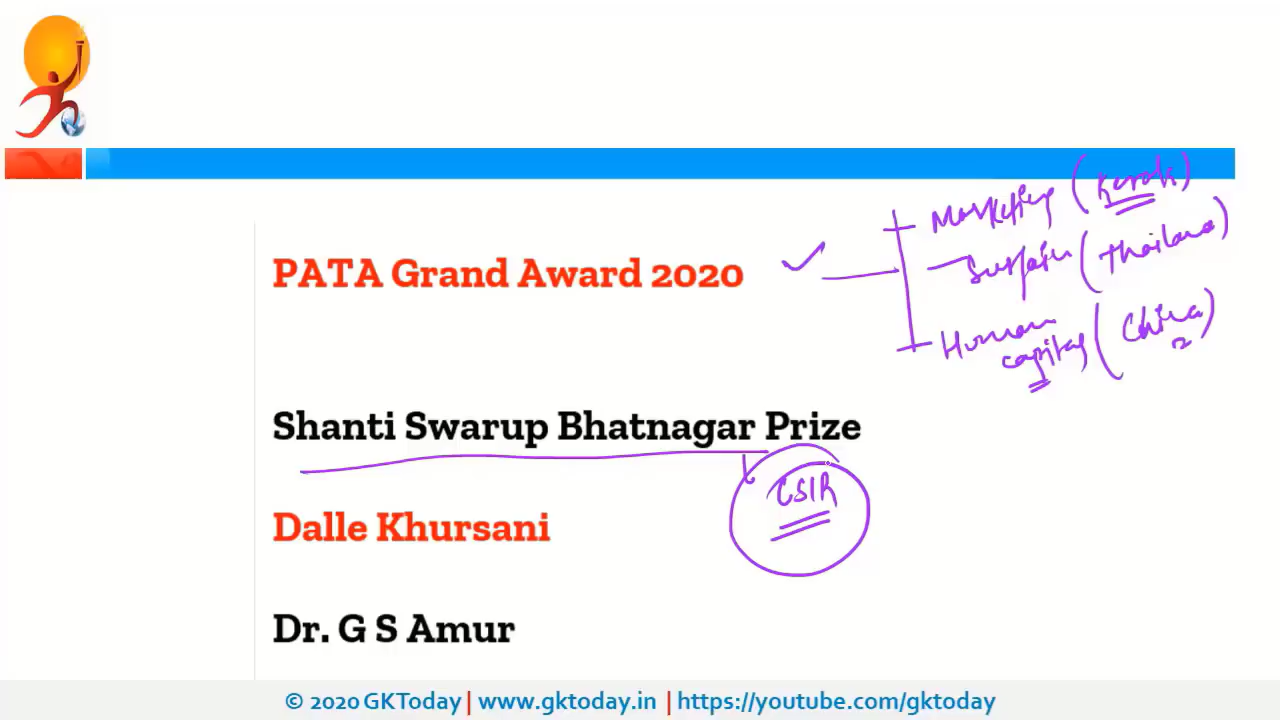 Marketing (Kerala)
PATA Grand Award 2020
(Thailand)
Human
capital (China)
Shanti Swarup Bhatnagar Prize
CSIR
Dalle Khursani
Dr. G S Amur
© 2020 GKToday | www.gktoday.in | https://youtube.com/gktoday